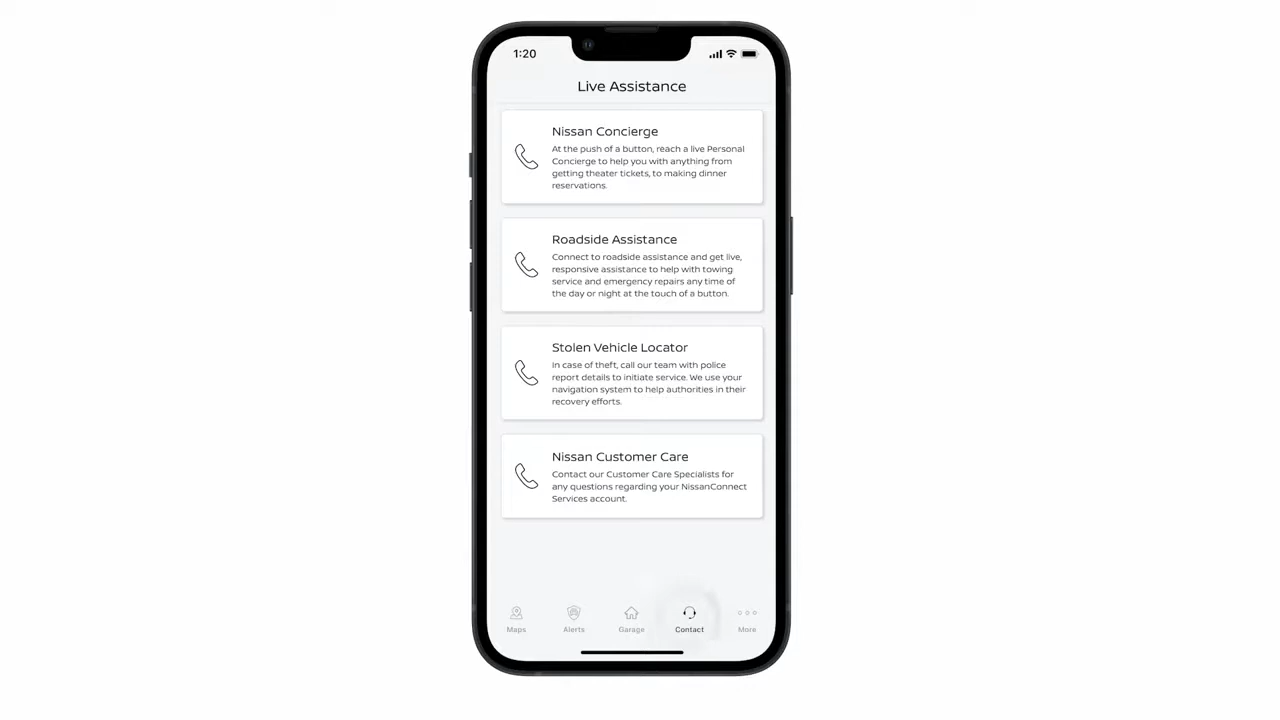 1:20
Live Assistance
Nissan Concierge
At the push of a button, reach a live Personal
Concierge to help you with anything from
getting theater tickets, to making dinner
reservations.
Roadside Assistance
Connect to roadside assistance and get live,
responsive assistance to help with towing
service and emergency repairs any time of
the day or night at the touch of a button.
Stolen Vehicle Locator
In case of theft, call our team with police
report details to initiate service. We use your
navigation system to help authorities in their
recovery efforts.
Nissan Customer Care
Contact our Customer Care Specialists for
any questions regarding your NissanConnect
Services account.
Maps Alerts Garage Contact More